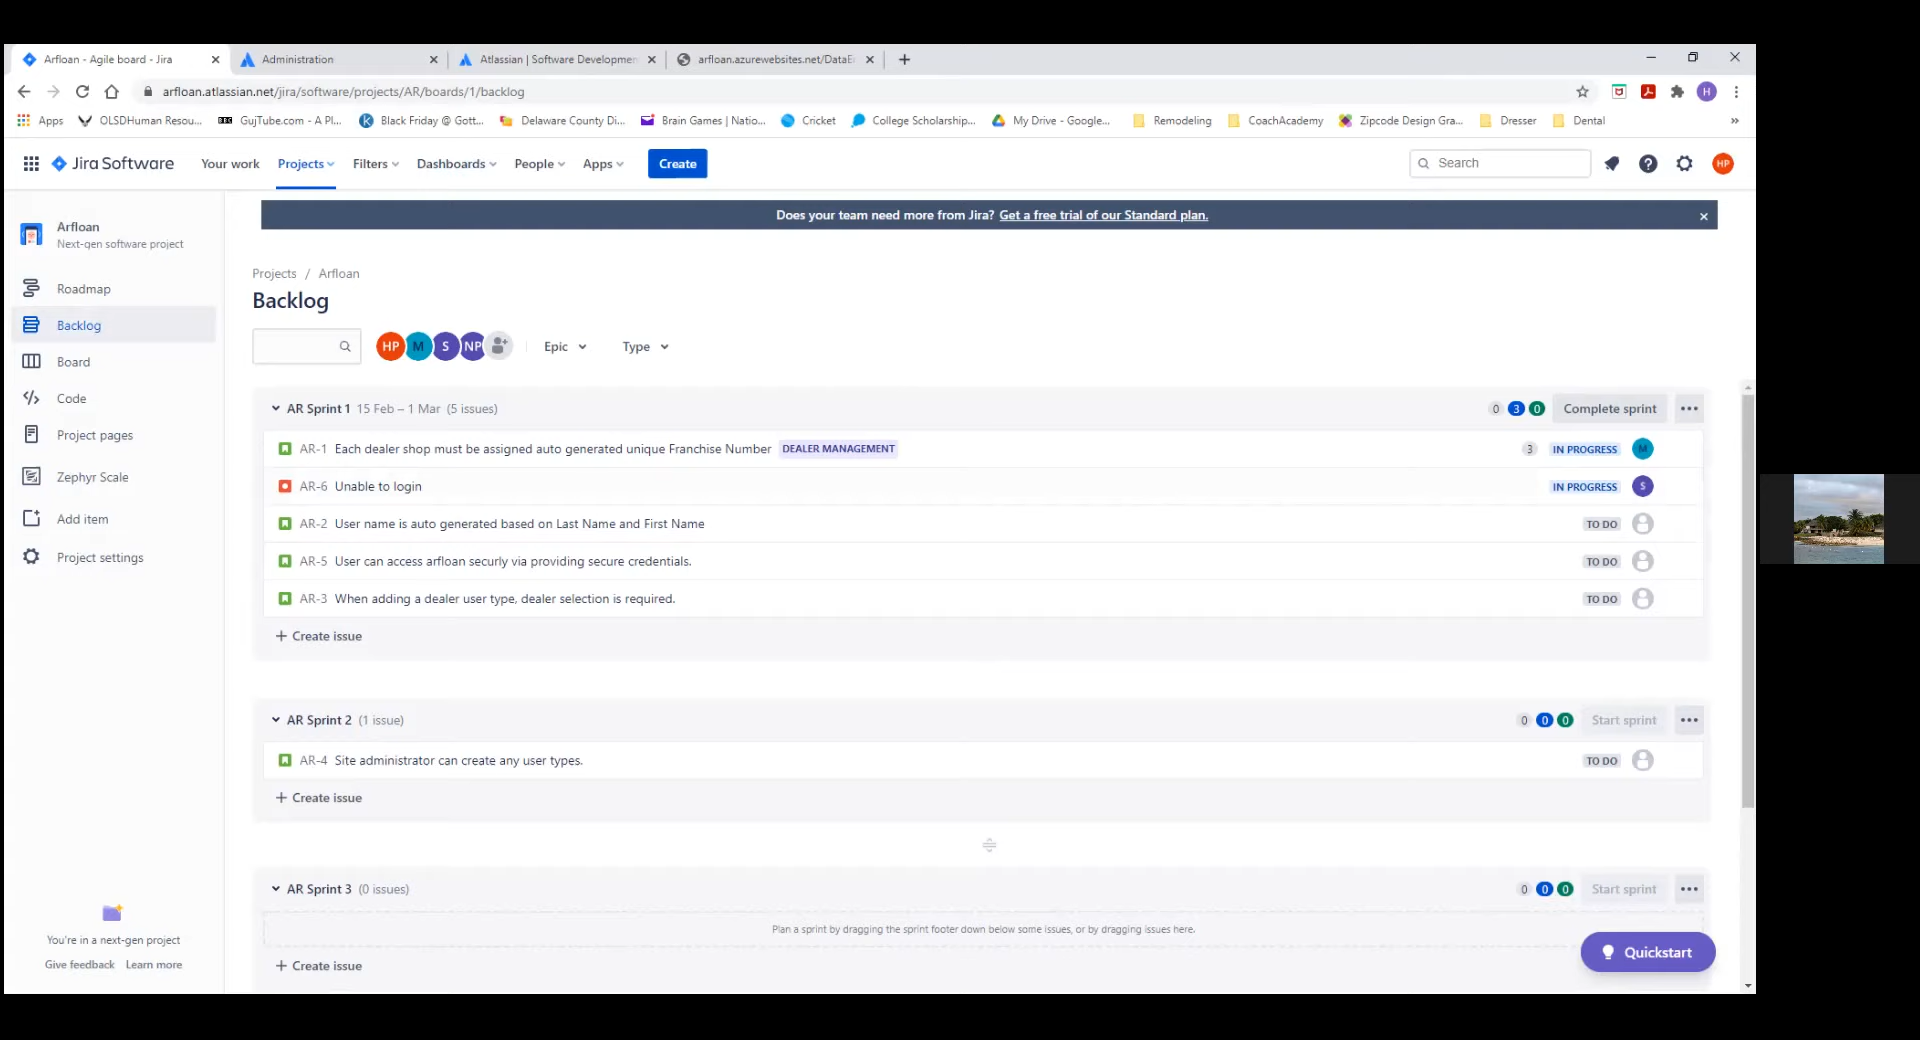 Arfloan - Agile board - Jira
Administration
Atlassian | Software Developmen
arfloan.azurewebsites.net/DataE
arfloan.atlassian.net/jira/software/projects/AR/boards/1/backlog
H
Apps
OLSDHuman Resou...
GujTube.com - A Pl...
Black Friday @ Gott...
Delaware County Di...
Brain Games | Natio...
Cricket
College Scholarship...
My Drive - Google...
Remodeling
CoachAcademy
Zipcode Design Gra...
Dresser
Dental
»
Jira Software
Your work
Projects
Filters
Dashboards
People
Apps
Create
Search
HP
Does your team need more from Jira? Get a free trial of our Standard plan.
Arfloan
Next-gen software project
Roadmap
Backlog
Board
Code
Project pages
Zephyr Scale
Add item
Project settings
You're in a next-gen project
Give feedback Learn more
Projects / Arfloan
Backlog
HP M S NP
Epic
Type
AR Sprint 1 15 Feb – 1 Mar (5 issues) 0 3 0 Complete sprint
AR-1 Each dealer shop must be assigned auto generated unique Franchise Number DEALER MANAGEMENT 3 IN PROGRESS M
AR-6 Unable to login IN PROGRESS S
AR-2 User name is auto generated based on Last Name and First Name TO DO
AR-5 User can access arfloan securly via providing secure credentials. TO DO
AR-3 When adding a dealer user type, dealer selection is required. TO DO
+ Create issue
AR Sprint 2 (1 issue) 0 0 0 Start sprint
AR-4 Site administrator can create any user types. TO DO
+ Create issue
AR Sprint 3 (0 issues) 0 0 0 Start sprint
Plan a sprint by dragging the sprint footer down below some issues, or by dragging issues here.
+ Create issue
Quickstart